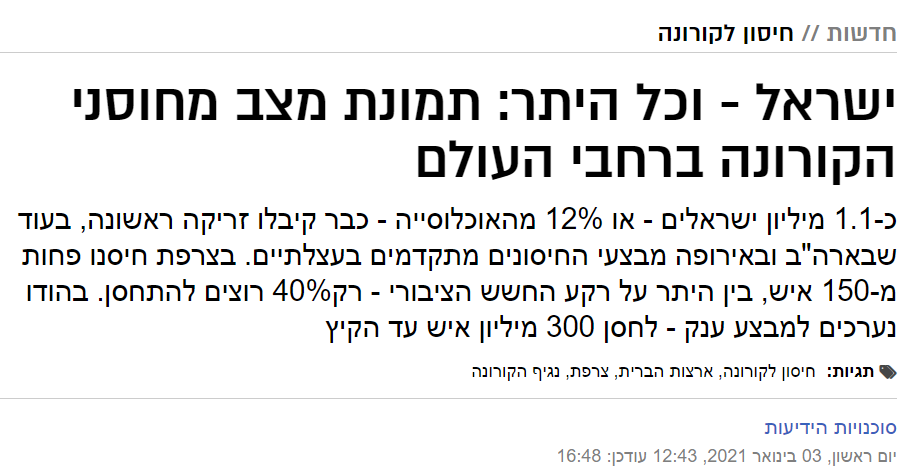 חדשות // חיסון לקורונה
ישראל - וכל היתר: תמונת מצב מחוסני
הקורונה ברחבי העולם
כ-1.1 מיליון ישראלים - או 12% מהאוכלוסייה - כבר קיבלו זריקה ראשונה, בעוד
שבארה"ב ובאירופה מבצעי החיסונים מתקדמים בעצלתיים. בצרפת חיסנו פחות
מ-150 איש, בין היתר על רקע החשש הציבורי - רק40% רוצים להתחסן. בהודו
נערכים למבצע ענק - לחסן 300 מיליון איש עד הקיץ
תגיות: חיסון לקורונה, ארצות הברית, צרפת, נגיף הקורונה
סוכנויות הידיעות
יום ראשון, 03 בינואר 2021, 12:43 עודכן: 16:48